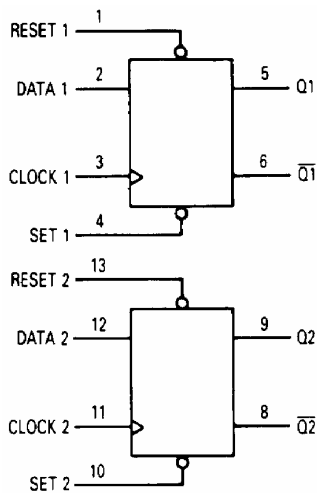 RESET 1 1
DATA 1 2 5 Q1
CLOCK 1 3 6 Q1
SET 1 4
RESET 2 13
DATA 2 12 9 Q2
CLOCK 2 11 8 Q2
SET 2 10